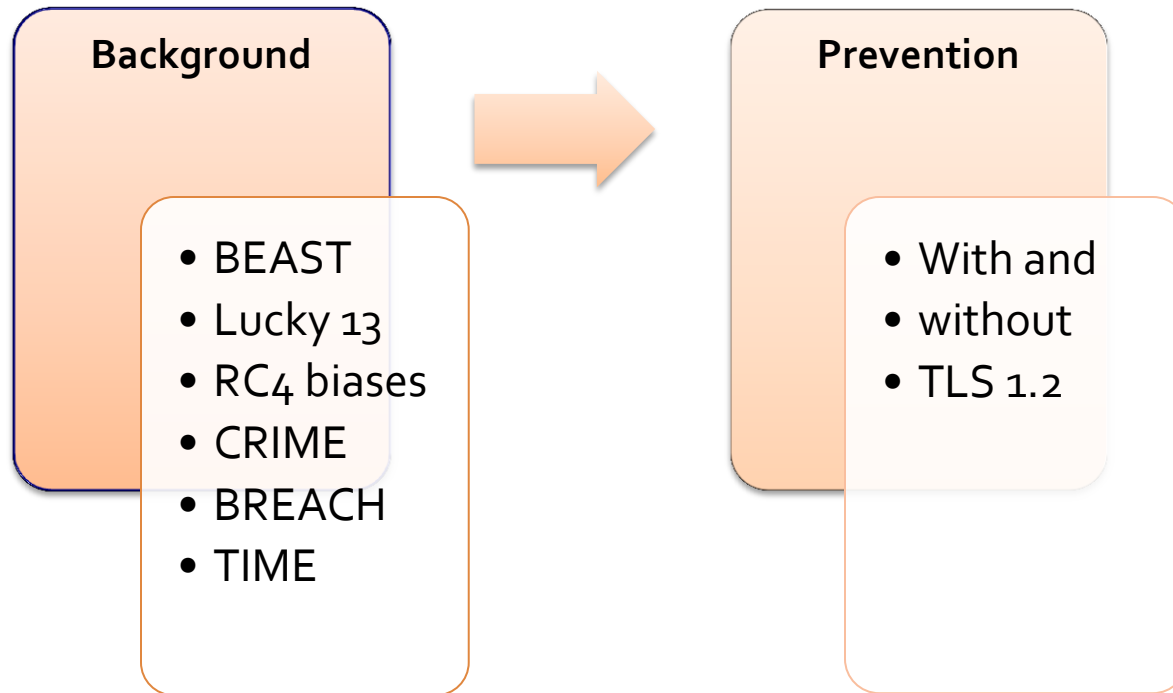 Background
• BEAST
• Lucky 13
• RC4 biases
• CRIME
• BREACH
• TIME
Prevention
• With and
• without
• TLS 1.2